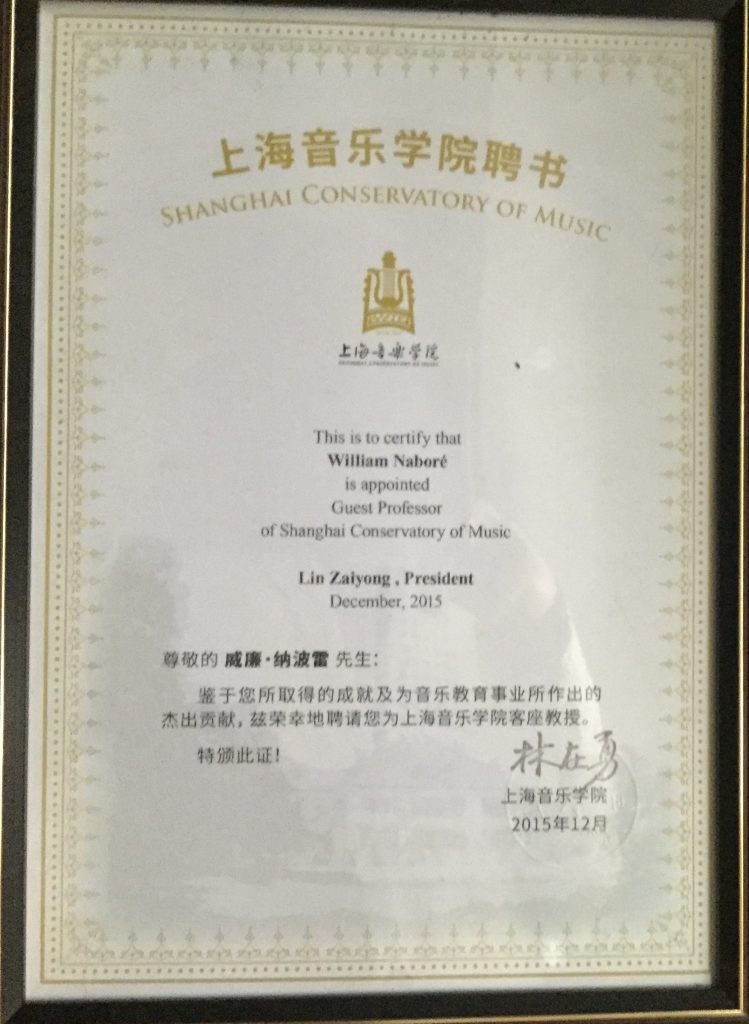 上海音乐学院聘书
SHANGHAI CONSERVATORY OF MUSIC
上海音樂学院
SHANGHAI CONSERVATORY OF MUSIC
This is to certify that
William Naboré
is appointed
Guest Professor
of Shanghai Conservatory of Music
Lin Zaiyong , President
December, 2015
尊敬的 威廉·纳波雷 先生：
鉴于您所取得的成就及为音乐教育事业所作出的
杰出贡献，兹荣幸地聘请您为上海音乐学院客座教授。
特颁此证！
林在勇
上海音乐学院
2015年12月